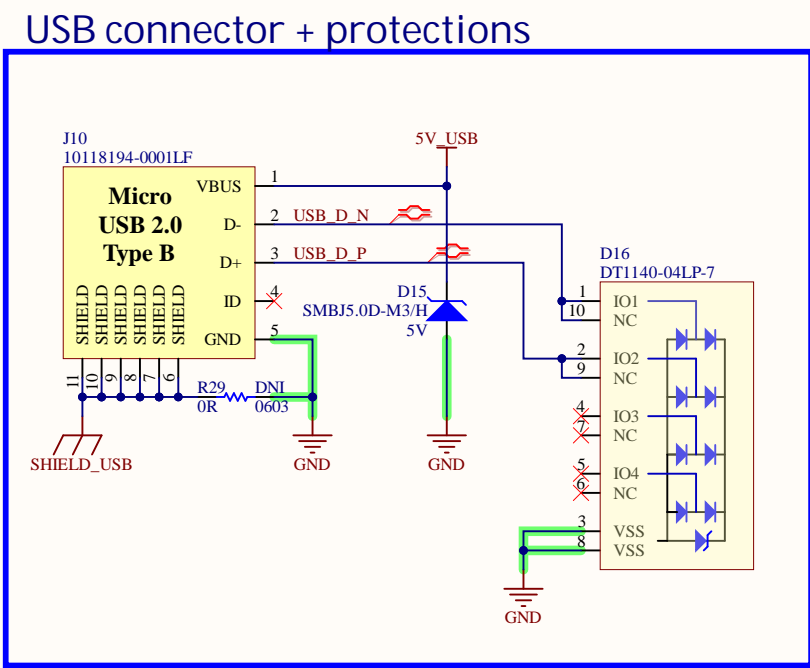 USB connector + protections
J10
10118194-0001LF
Micro
USB 2.0
Type B
VBUS
D-
D+
ID
GND
SHIELD
SHIELD
SHIELD
SHIELD
SHIELD
SHIELD
1
2
3
4
5
11
10
9
8
7
6
USB_D_N
USB_D_P
5V_USB
D15
SMBJ5.0D-M3/H
5V
R29
0R
DNI
0603
SHIELD_USB
GND
GND
D16
DT1140-04LP-7
1 IO1
10 NC
2 IO2
9 NC
4 IO3
7 NC
5 IO4
6 NC
3 VSS
8 VSS
GND